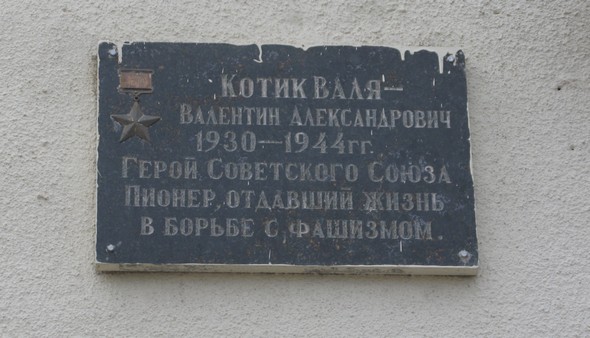 Котик Валя—
Валентин Александрович
1930—1944гг.
Герой Советского Союза
Пионер, отдавший жизнь
в борьбе с фашизмом.